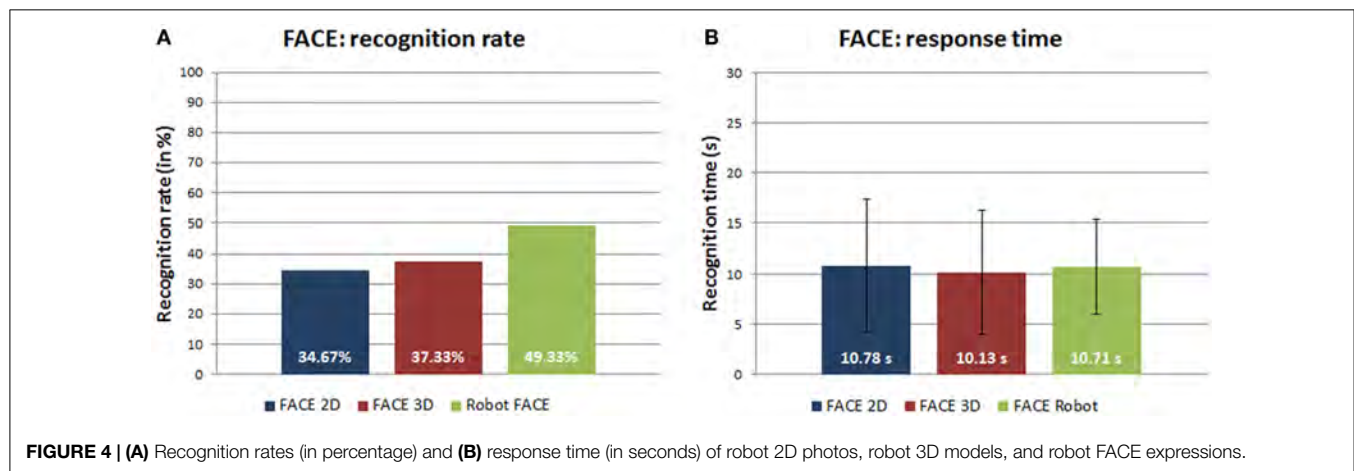 A FACE: recognition rate
Recognition rate (in %)
100
90
80
70
60
50
40
30
20
10
0
34.67% 37.33% 49.33%
FACE 2D FACE 3D Robot FACE
B FACE: response time
Recognition time (s)
30
25
20
15
10
5
0
10.78 s 10.13 s 10.71 s
FACE 2D FACE 3D FACE Robot
FIGURE 4 | (A) Recognition rates (in percentage) and (B) response time (in seconds) of robot 2D photos, robot 3D models, and robot FACE expressions.